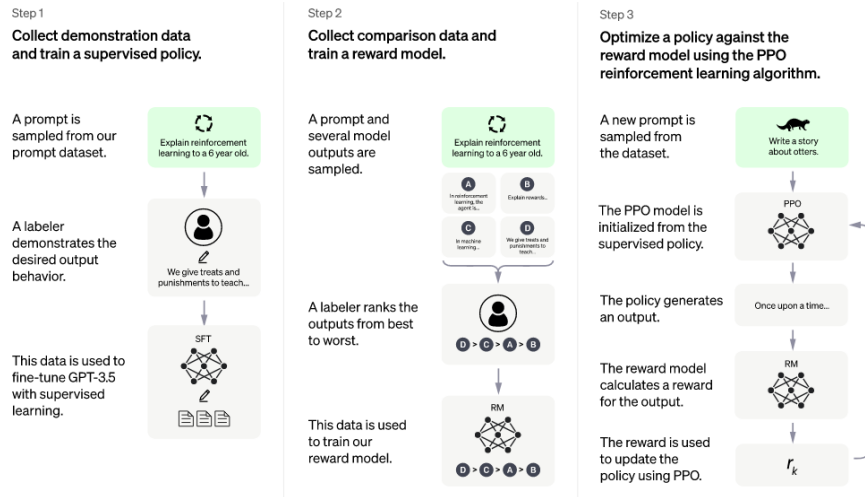 Step 1
Collect demonstration data
and train a supervised policy.
A prompt is
sampled from our
prompt dataset.
Explain reinforcement
learning to a 6 year old.
A labeler
demonstrates the
desired output
behavior.
We give treats and
punishments to teach...
This data is used to
fine-tune GPT-3.5
with supervised
learning.
SFT
Step 2
Collect comparison data and
train a reward model.
A prompt and
several model
outputs are
sampled.
Explain reinforcement
learning to a 6 year old.
A
In reinforcement
learning, the
agent is...
B
Explain rewards...
C
In machine
learning...
D
We give treats and
punishments to
teach...
A labeler ranks the
outputs from best
to worst.
D > C > A > B
This data is used
to train our
reward model.
RM
D > C > A > B
Step 3
Optimize a policy against the
reward model using the PPO
reinforcement learning algorithm.
A new prompt is
sampled from
the dataset.
Write a story
about otters.
The PPO model is
initialized from the
supervised policy.
PPO
The policy generates
an output.
Once upon a time...
The reward model
calculates a reward
for the output.
RM
The reward is used
to update the
policy using PPO.
r_k